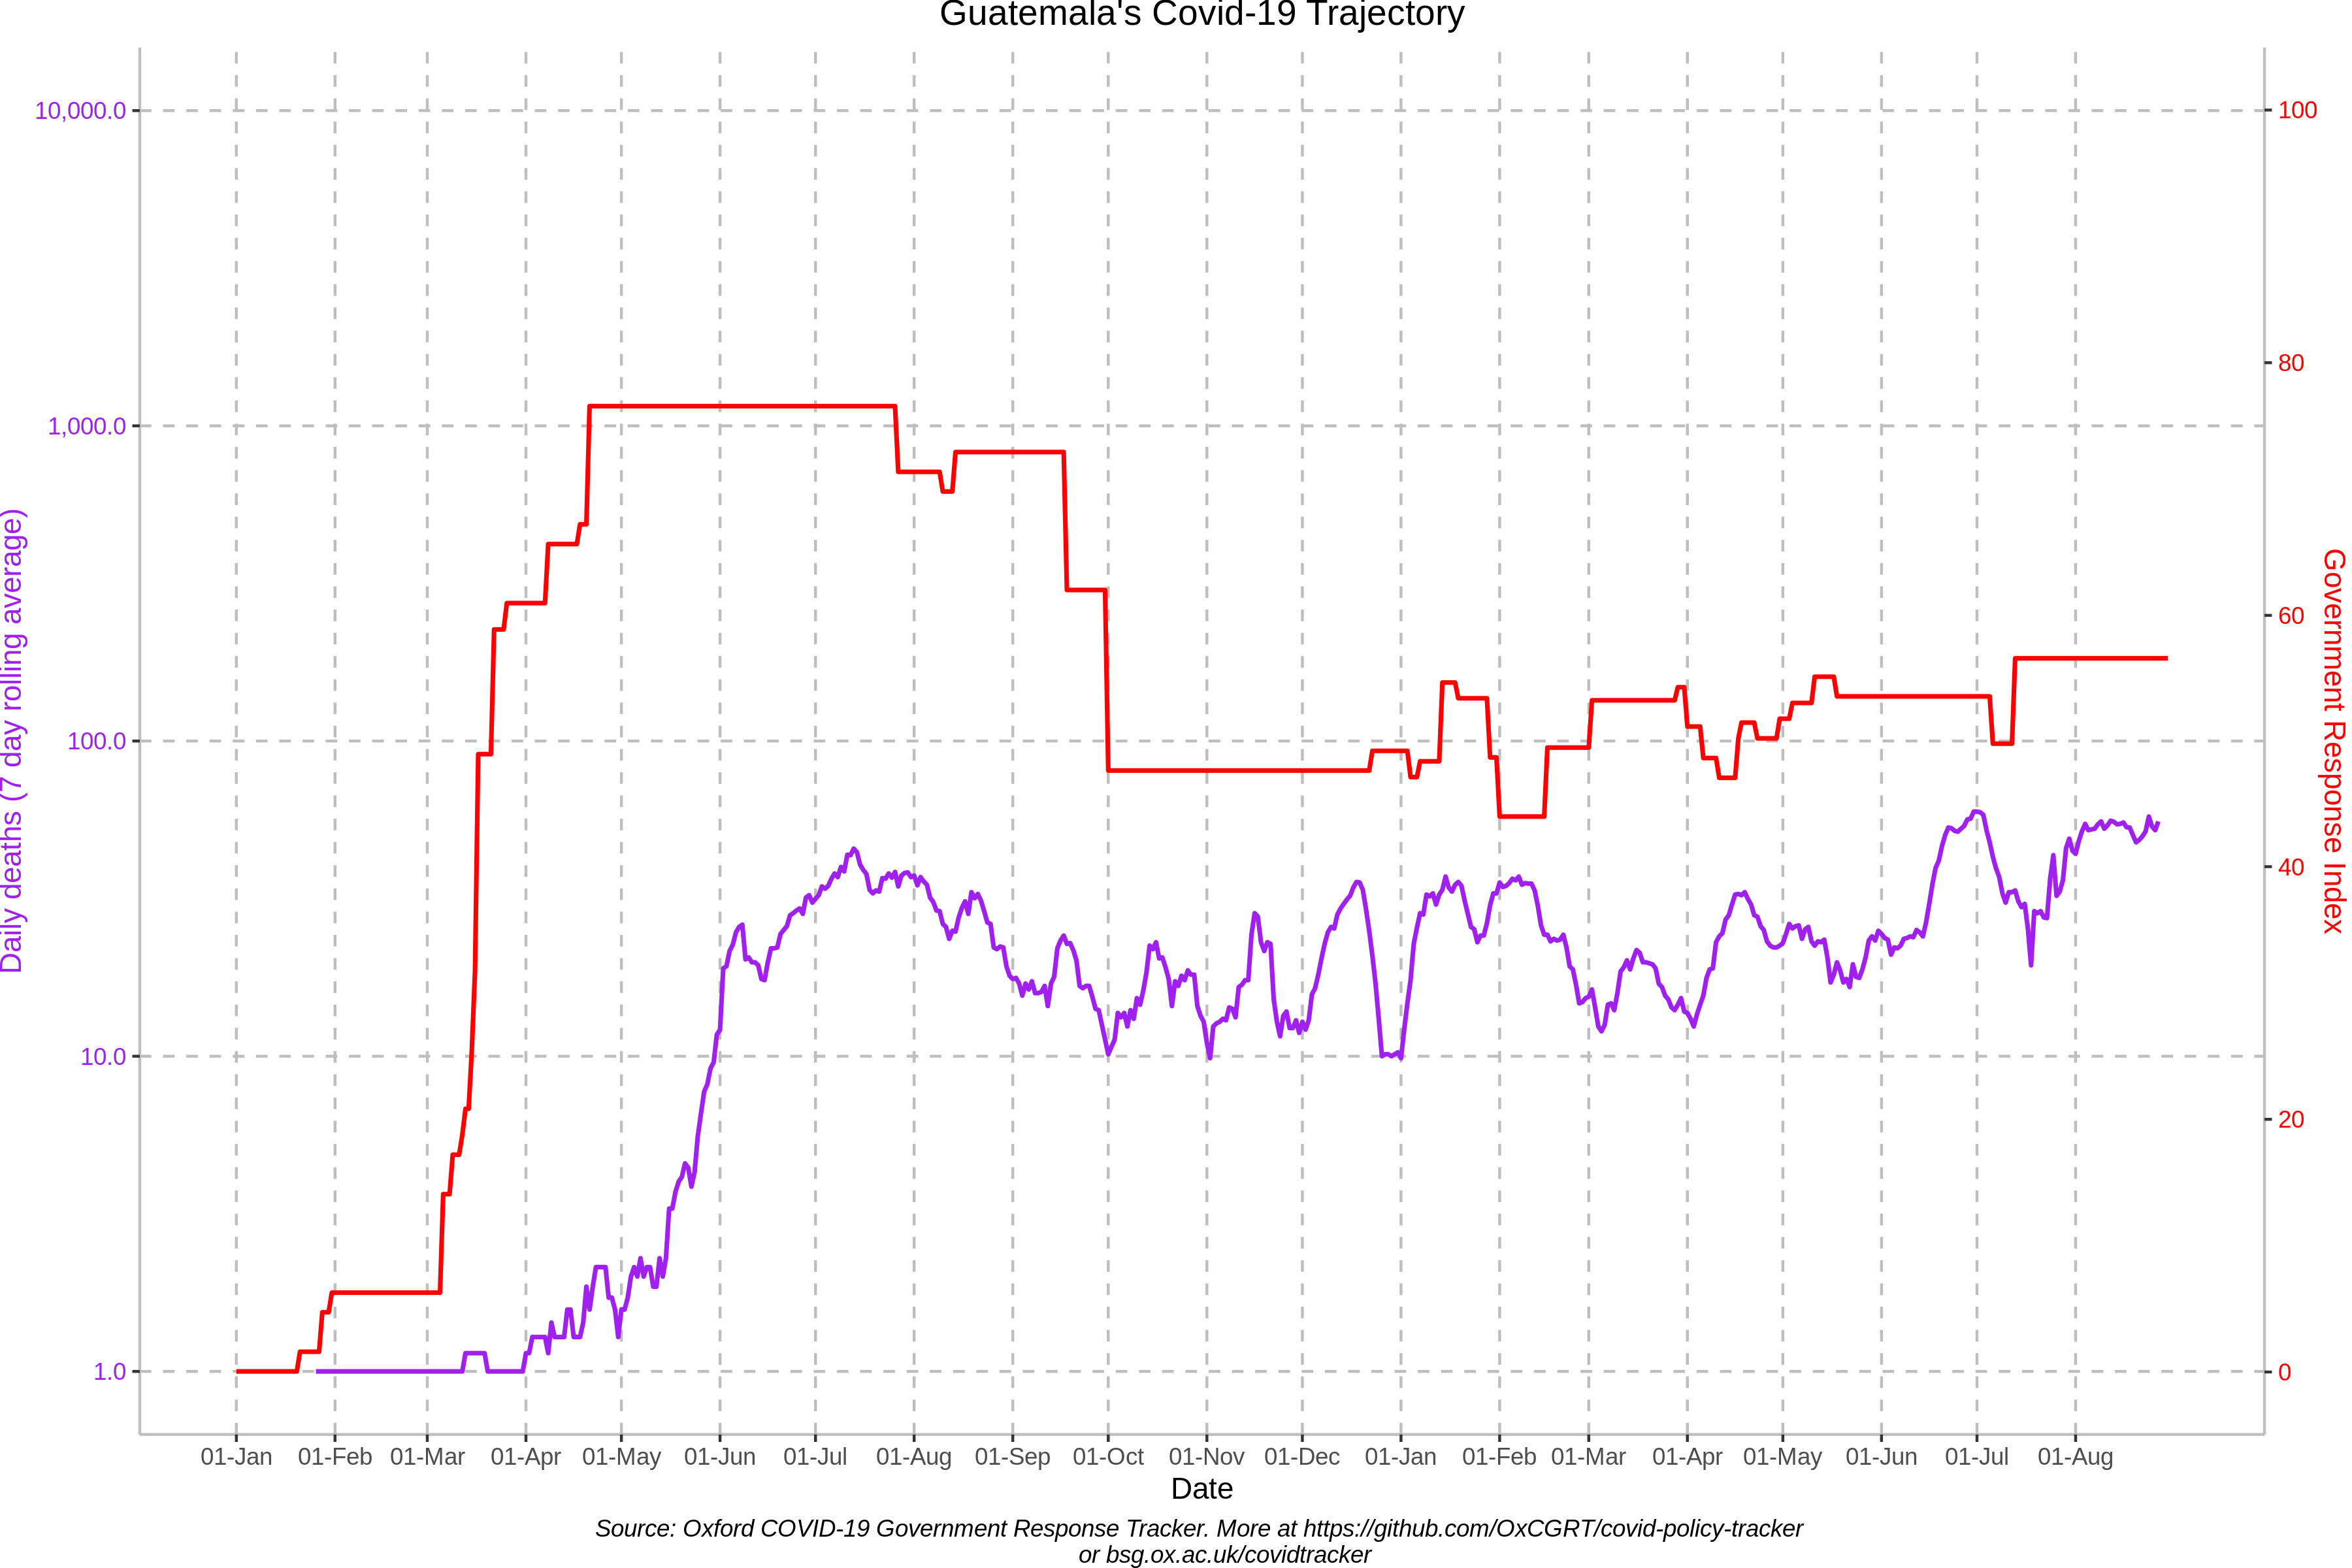 Guatemala's Covid-19 Trajectory
10,000.0
1,000.0
100.0
10.0
1.0
Daily deaths (7 day rolling average)
100
80
60
40
20
0
Government Response Index
01-Jan 01-Feb 01-Mar 01-Apr 01-May 01-Jun 01-Jul 01-Aug 01-Sep 01-Oct 01-Nov 01-Dec 01-Jan 01-Feb 01-Mar 01-Apr 01-May 01-Jun 01-Jul 01-Aug
Date
Source: Oxford COVID-19 Government Response Tracker. More at https://github.com/OxCGRT/covid-policy-tracker
or bsg.ox.ac.uk/covidtracker